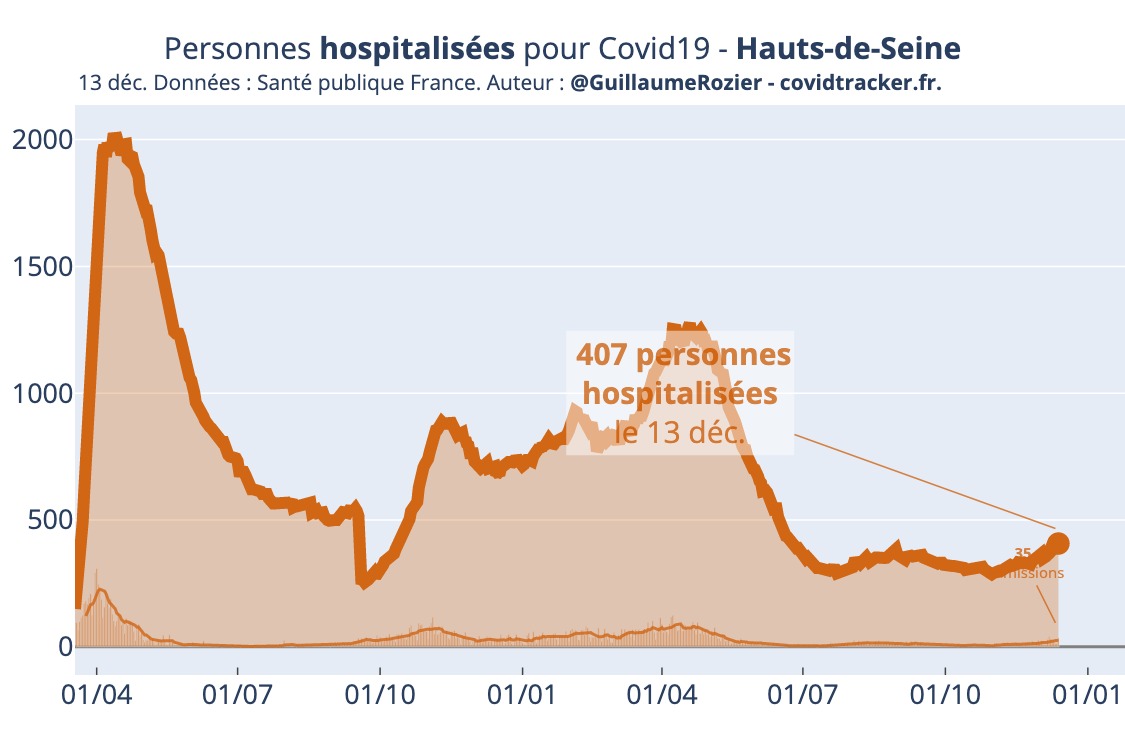 Personnes hospitalisées pour Covid19 - Hauts-de-Seine
13 déc. Données : Santé publique France. Auteur : @GuillaumeRozier - covidtracker.fr.
2000
1500
1000
500
0
407 personnes
hospitalisées
le 13 déc.
35
01/04 01/07 01/10 01/01 01/04 01/07 01/10 01/01